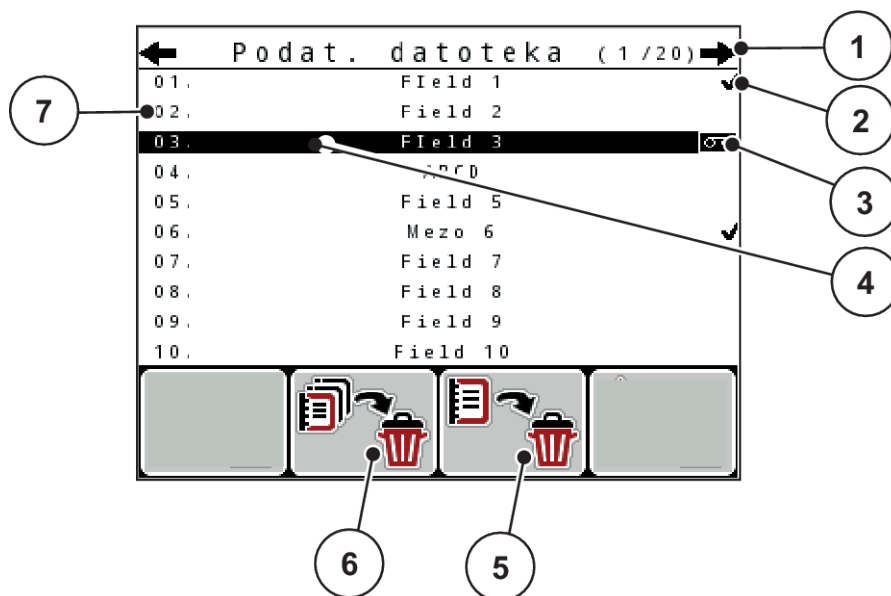 Podat. datoteka (1/20)
01. FIeld 1
02. Field 2
03. FIeld 3
04. ABCD
05. Field 5
06. Mezo 6
07. Field 7
08. Field 8
09. Field 9
10. Field 10
1
2
3
4
5
6
7